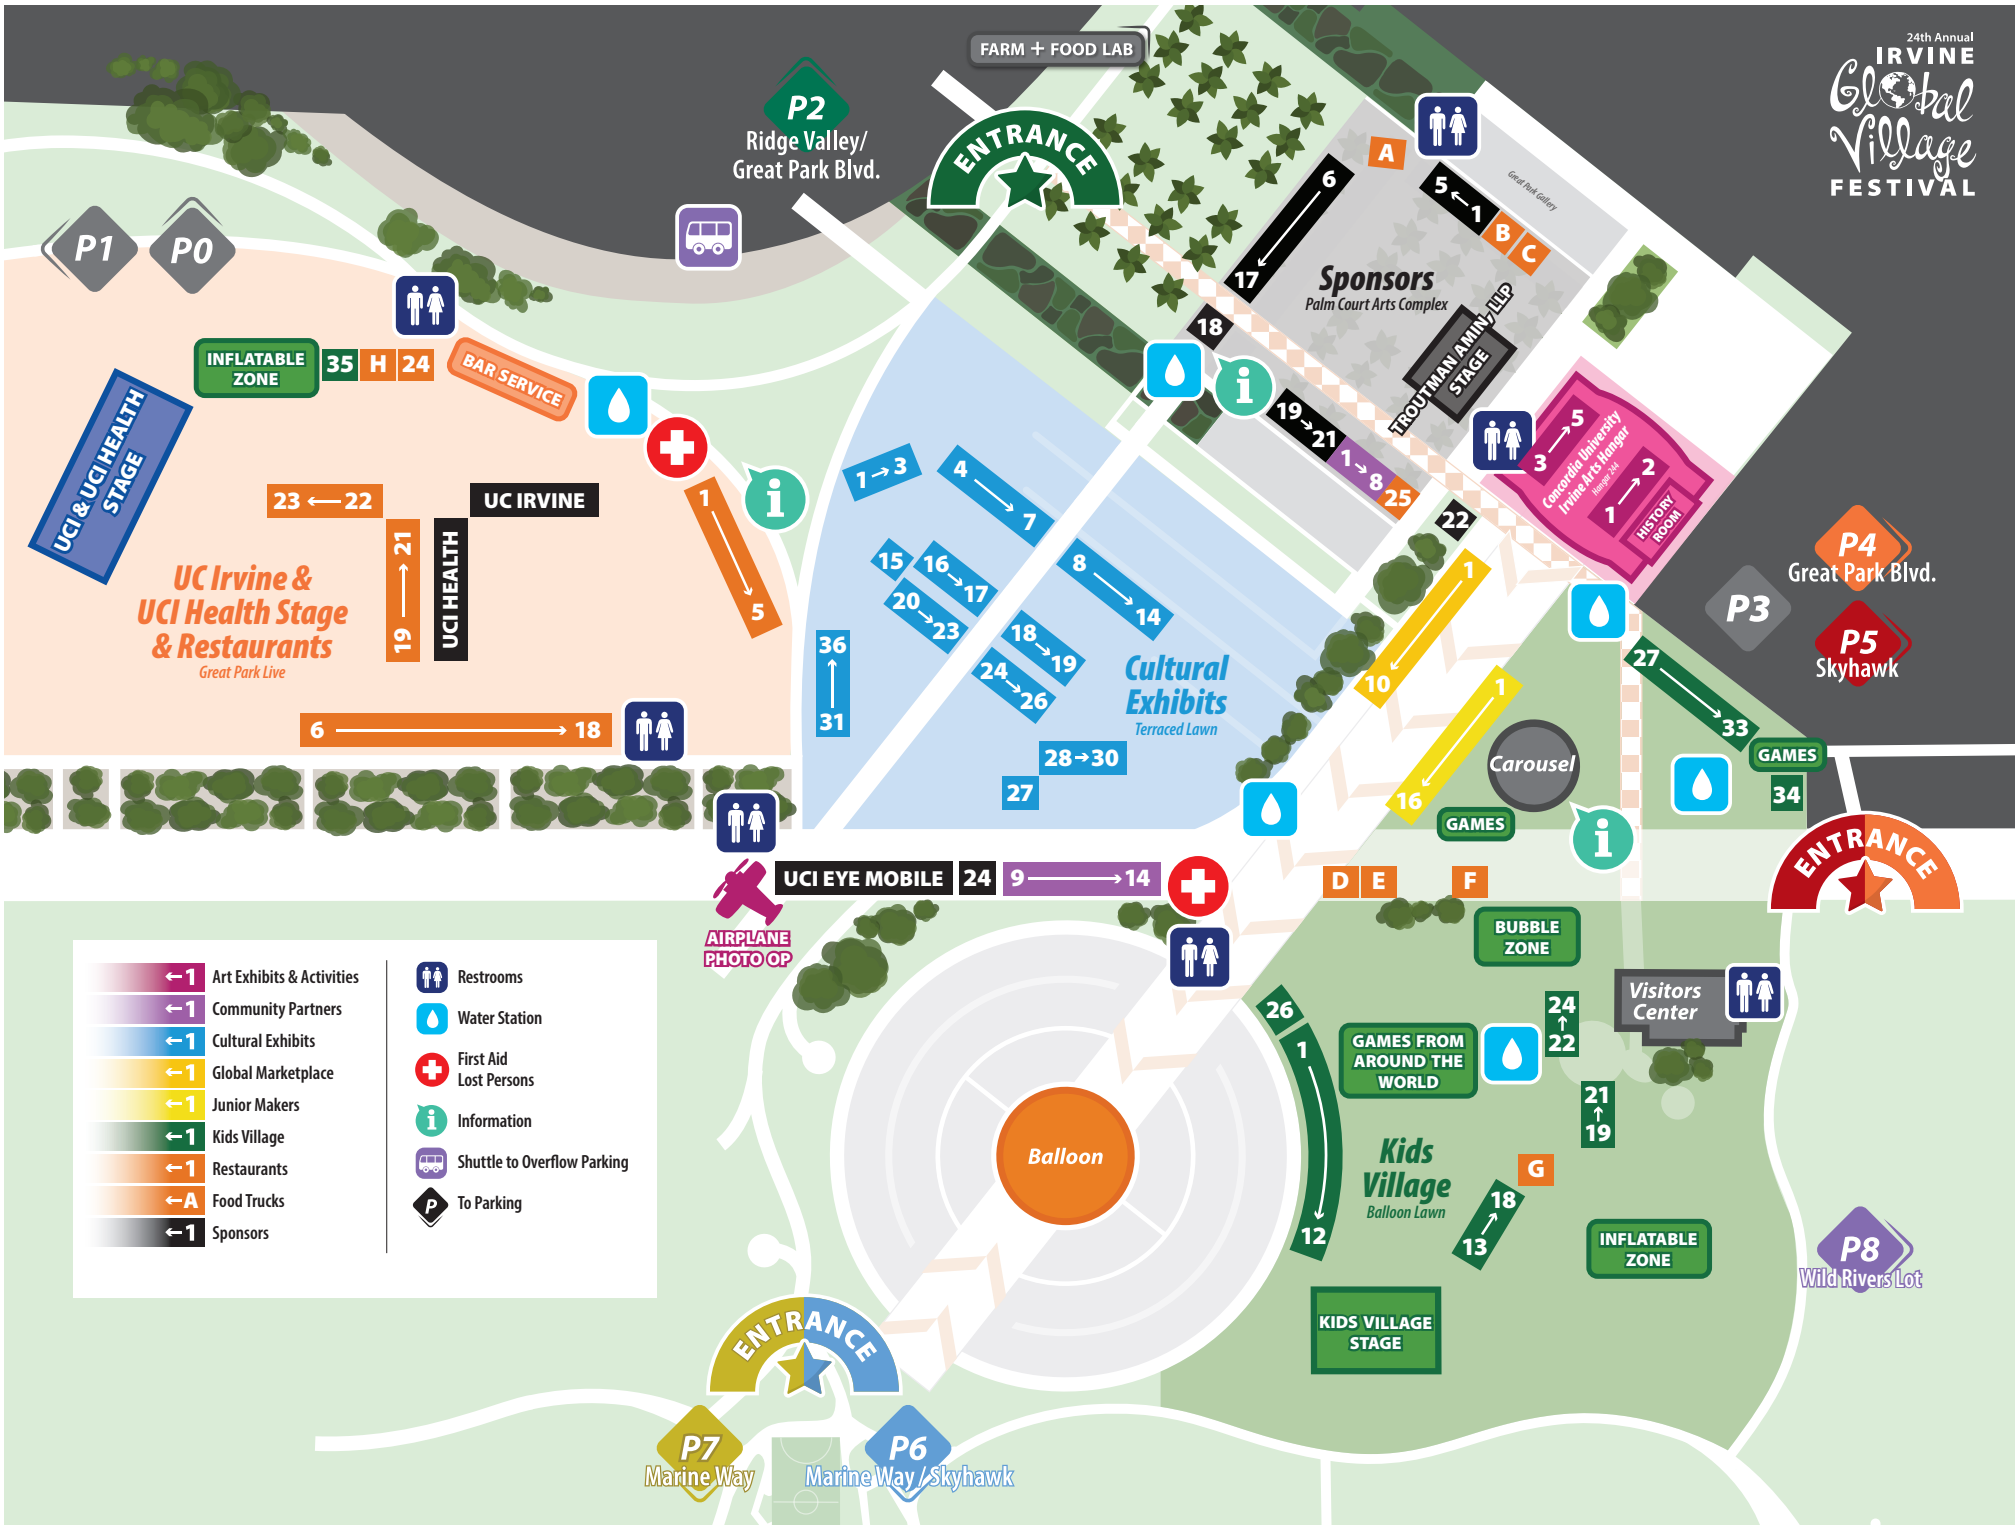 24th Annual
IRVINE
Global
Village
FESTIVAL
FARM + FOOD LAB
P2
Ridge Valley/
Great Park Blvd.
ENTRANCE
P1
P0
INFLATABLE
ZONE
35
H
24
BAR SERVICE
UCI & UCI HEALTH
STAGE
23 ← 22
UC IRVINE
19 → 21
UCI HEALTH
1 → 5
UC Irvine &
UCI Health Stage
& Restaurants
Great Park Live
6 → 18
A
6 → 17
5 ← 1
B
C
Great Park Gallery
Sponsors
Palm Court Arts Complex
TROUTMAN AMIN, LLP
STAGE
18
i
19 → 21
1 → 8
25
22
3 → 5
Concordia University
Irvine Arts Hangar
Hangar 244
1 → 2
HISTORY
ROOM
P4
Great Park Blvd.
P3
P5
Skyhawk
i
1 → 3
4 → 7
8 → 14
15
16 → 17
20 → 23
18 → 19
24 → 26
36
↑
31
28 → 30
27
Cultural
Exhibits
Terraced Lawn
1 → 10
1 → 16
Carousel
GAMES
i
27 → 33
GAMES
34
ENTRANCE
UCI EYE MOBILE
24
9 → 14
AIRPLANE
PHOTO OP
D
E
F
BUBBLE
ZONE
Visitors
Center
26
1 → 12
GAMES FROM
AROUND THE
WORLD
24
↑
22
21
↑
19
G
13 → 18
Kids
Village
Balloon Lawn
INFLATABLE
ZONE
KIDS VILLAGE
STAGE
Balloon
P8
Wild Rivers Lot
ENTRANCE
P7
Marine Way
P6
Marine Way / Skyhawk
←1 Art Exhibits & Activities
←1 Community Partners
←1 Cultural Exhibits
←1 Global Marketplace
←1 Junior Makers
←1 Kids Village
←1 Restaurants
←A Food Trucks
←1 Sponsors
Restrooms
Water Station
First Aid
Lost Persons
i Information
Shuttle to Overflow Parking
P To Parking